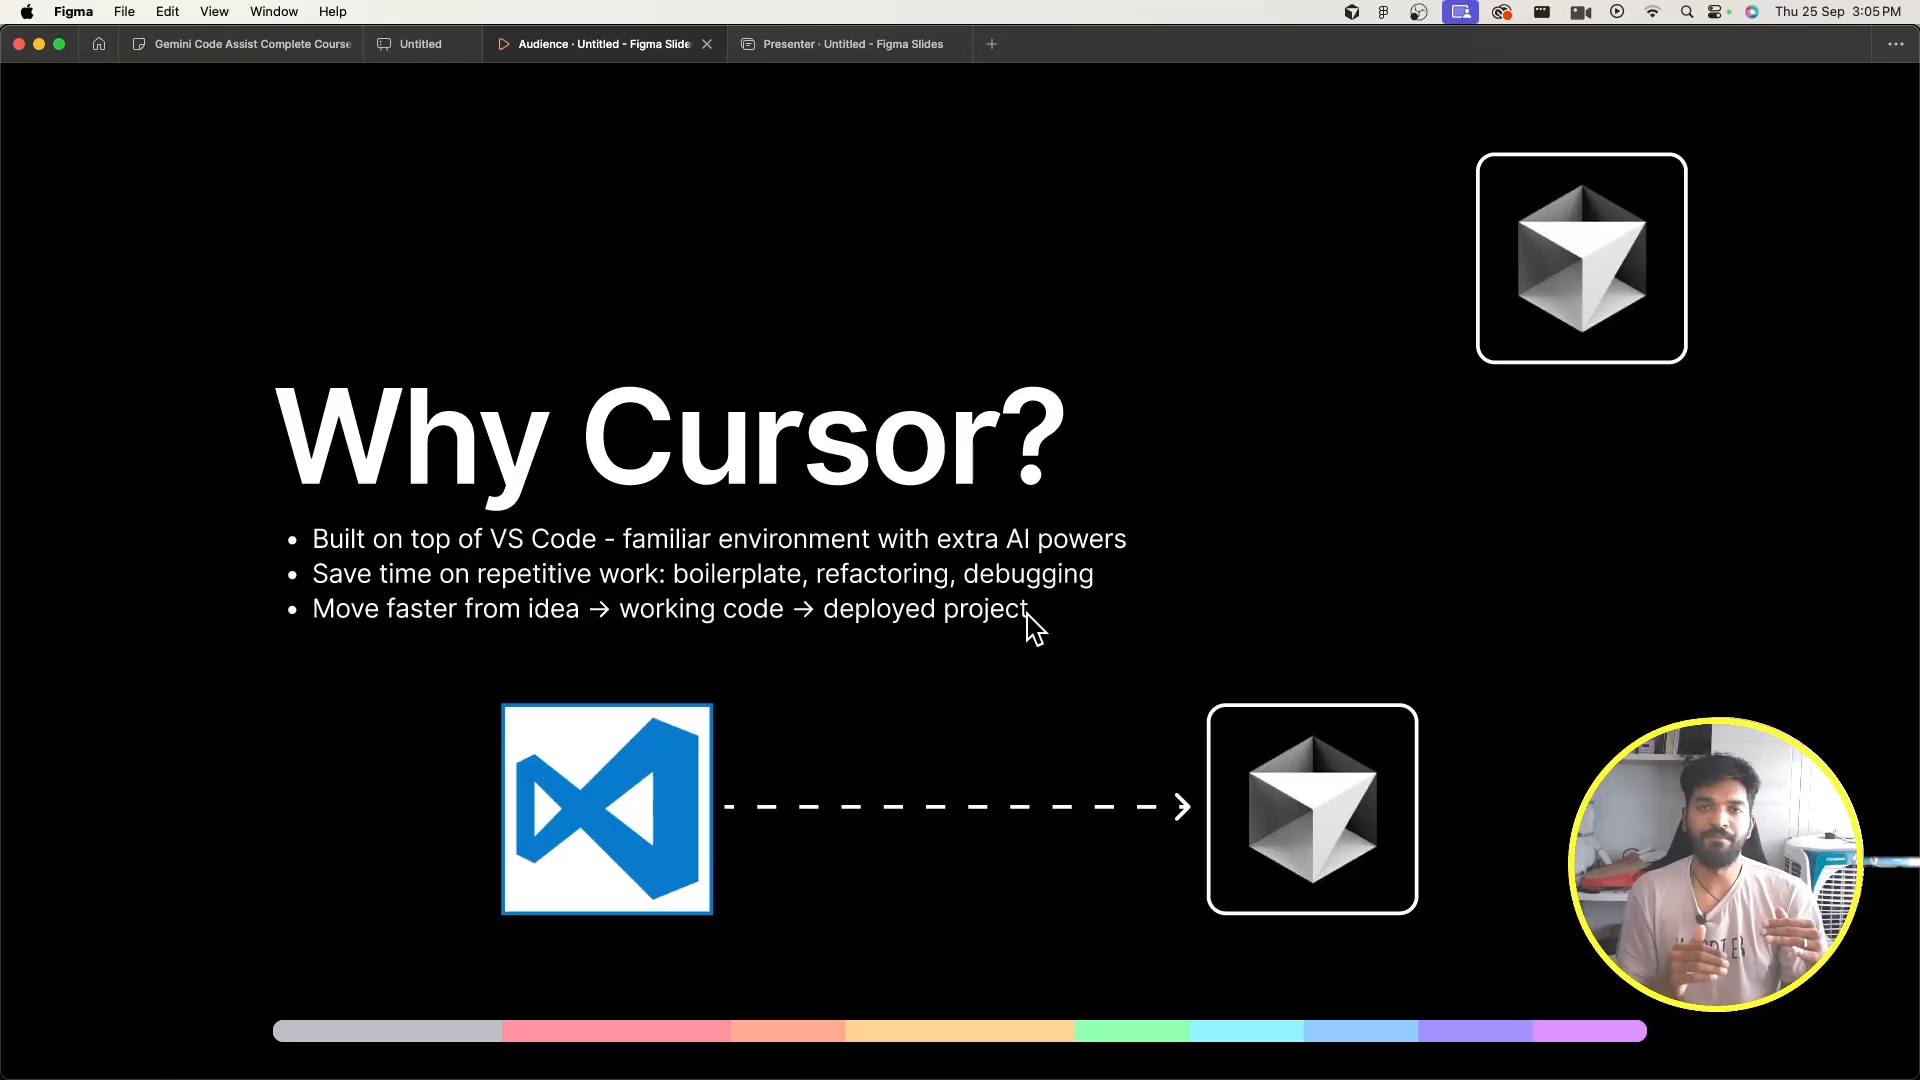 Figma File Edit View Window Help Thu 25 Sep 3:05 PM
Gemini Code Assist Complete Course Untitled Audience · Untitled - Figma Slide Presenter · Untitled - Figma Slides
Why Cursor?
• Built on top of VS Code - familiar environment with extra AI powers
• Save time on repetitive work: boilerplate, refactoring, debugging
• Move faster from idea → working code → deployed project